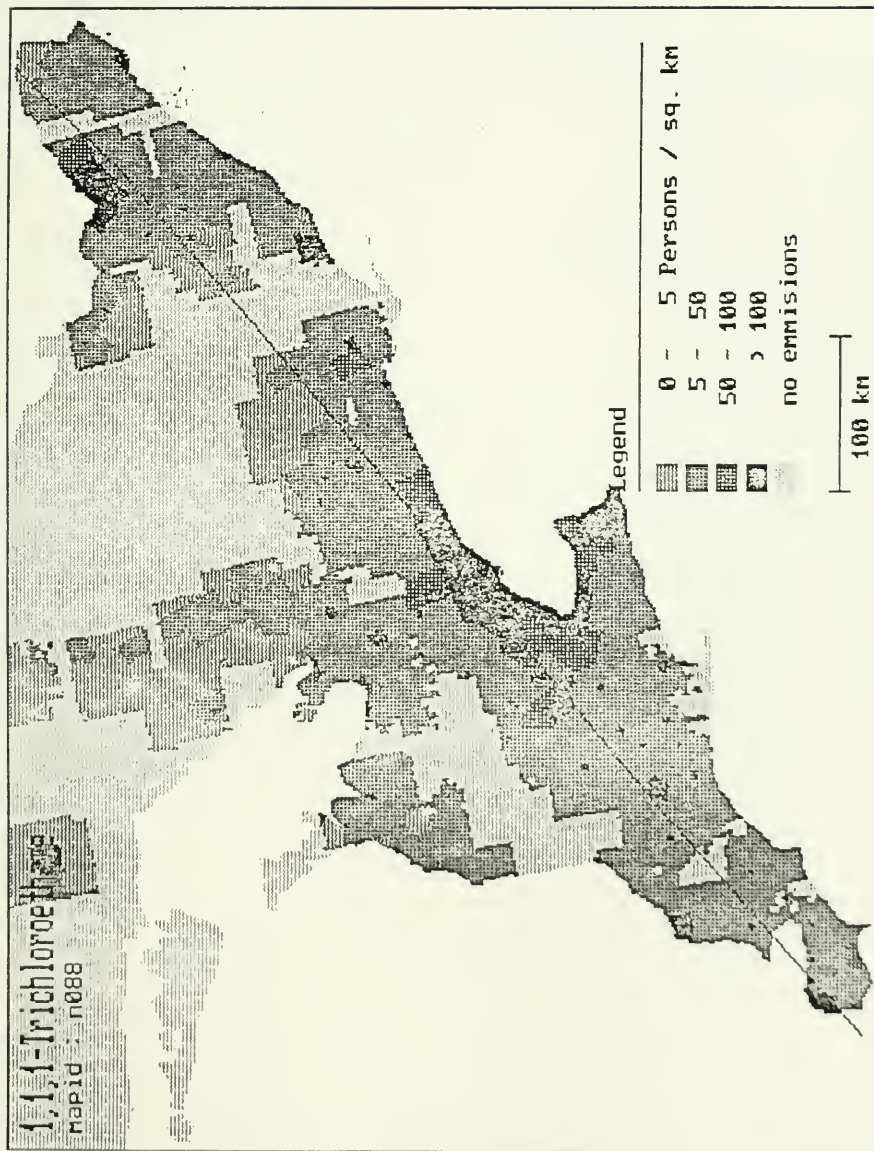 1,1,1-Trichloroethane
mapid : n088
Legend
0 - 5 Persons / sq. km
5 - 50
50 - 100
> 100
no emmisions
100 km